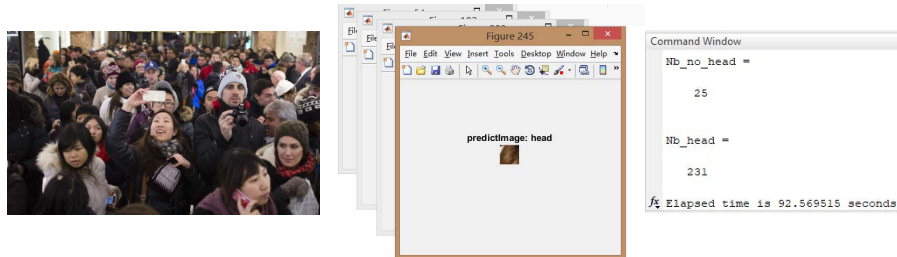 Figure 245
File Edit View Insert Tools Desktop Window Help
predictImage: head
Command Window
Nb_no_head =
25
Nb_head =
231
fx Elapsed time is 92.569515 seconds